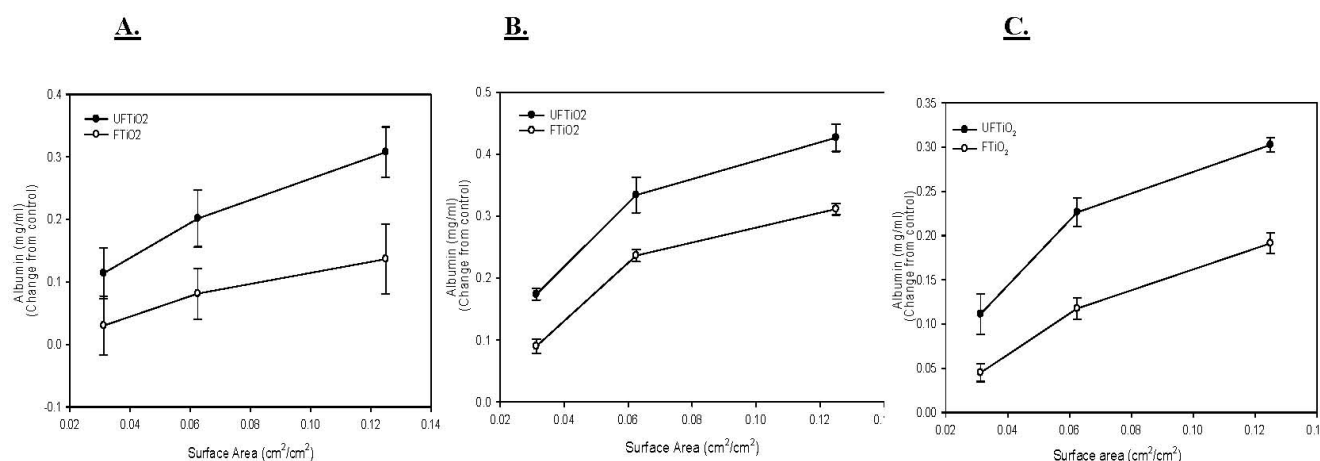 A.
B.
C.
0.4
0.3
0.2
0.1
0.0
-0.1
Albumin (mg/ml)
(Change from control)
UFTiO2
FTiO2
0.02
0.04
0.06
0.08
0.10
0.12
0.14
Surface Area (cm²/cm²)
0.5
0.4
0.3
0.2
0.1
0.0
Albumin (mg/ml)
(Change from control)
UFTiO2
FTiO2
0.02
0.04
0.06
0.08
0.10
0.12
Surface Area (cm²/cm²)
0.35
0.30
0.25
0.20
0.15
0.10
0.05
0.00
Albumin (mg/ml)
(Change from control)
UFTiO₂
FTiO₂
0.02
0.04
0.06
0.08
0.10
0.12
Surface area (cm²/cm²)